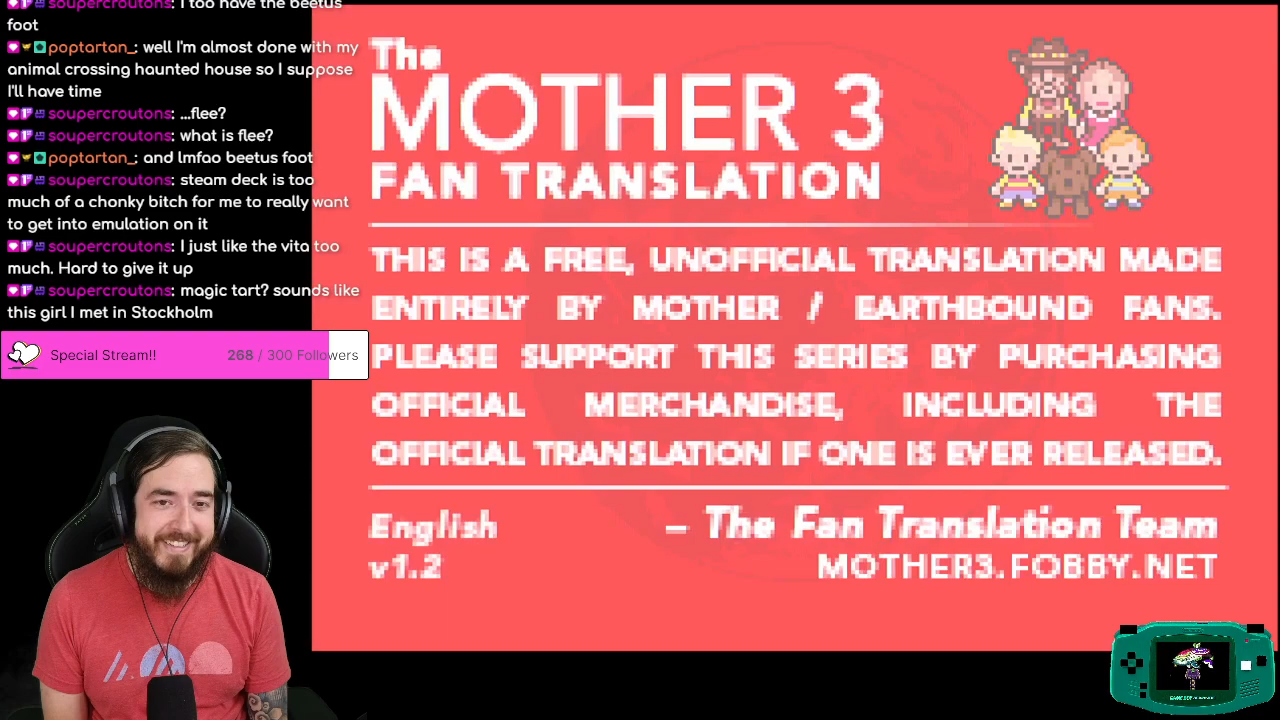 soupercroutons: I too have the beetus
foot
poptartan_: well I'm almost done with my
animal crossing haunted house so I suppose
I'll have time
soupercroutons: ...flee?
soupercroutons: what is flee?
poptartan_: and lmfao beetus foot
soupercroutons: steam deck is too
much of a chonky bitch for me to really want
to get into emulation on it
soupercroutons: I just like the vita too
much. Hard to give it up
soupercroutons: magic tart? sounds like
this girl I met in Stockholm
Special Stream!! 268 / 300 Followers
The
MOTHER 3
FAN TRANSLATION
THIS IS A FREE, UNOFFICIAL TRANSLATION MADE
ENTIRELY BY MOTHER / EARTHBOUND FANS.
PLEASE SUPPORT THIS SERIES BY PURCHASING
OFFICIAL MERCHANDISE, INCLUDING THE
OFFICIAL TRANSLATION IF ONE IS EVER RELEASED.
English – The Fan Translation Team
v1.2 MOTHER3.FOBBY.NET